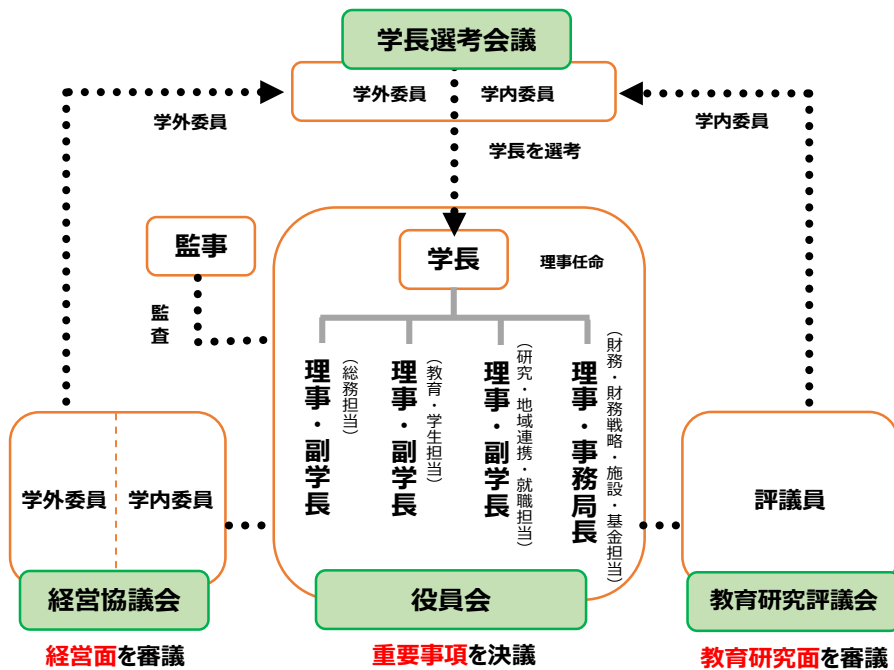 学長選考会議
学外委員
学内委員
学外委員
学内委員
学長を選考
監事
監査
学長
理事任命
理事・副学長
（総務担当）
理事・副学長
（教育・学生担当）
理事・副学長
（研究・地域連携・就職担当）
理事・事務局長
（財務・財務戦略・施設・基金担当）
学外委員
学内委員
評議員
経営協議会
役員会
教育研究評議会
経営面を審議
重要事項を決議
教育研究面を審議